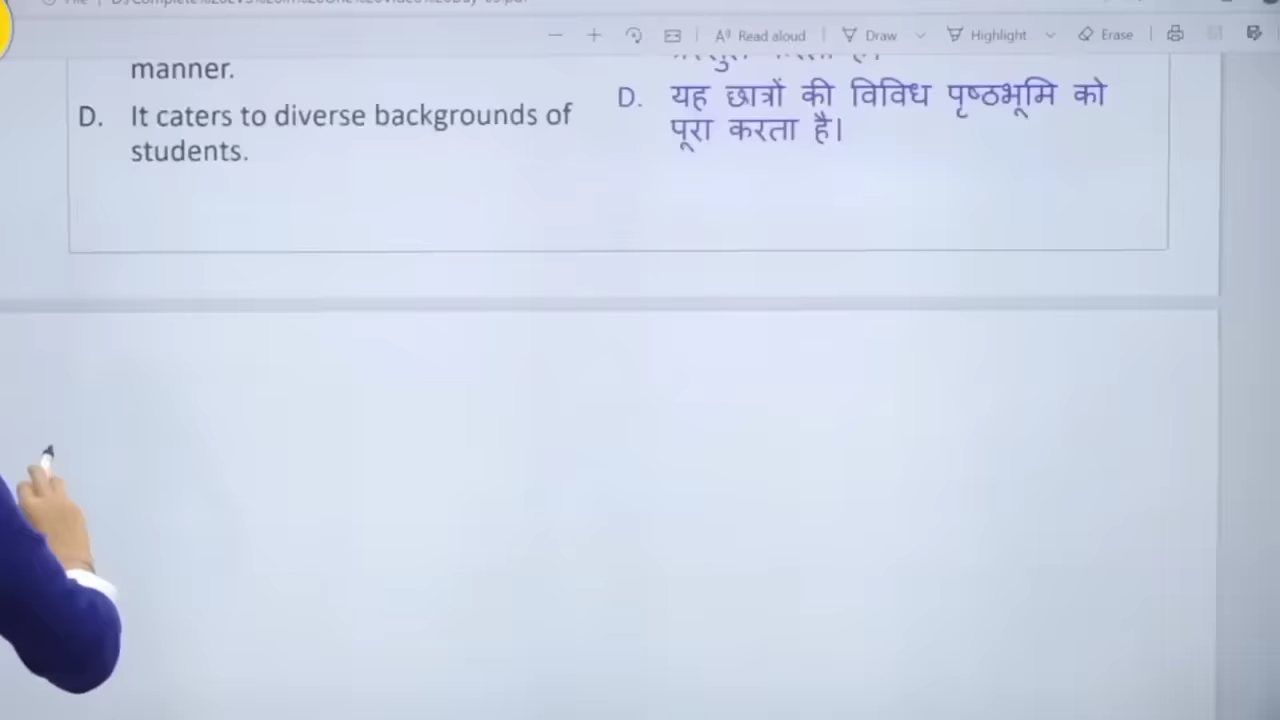 Read aloud
Draw
Highlight
Erase
manner.
D. It caters to diverse backgrounds of
students.
D. यह छात्रों की विविध पृष्ठभूमि को
पूरा करता है।